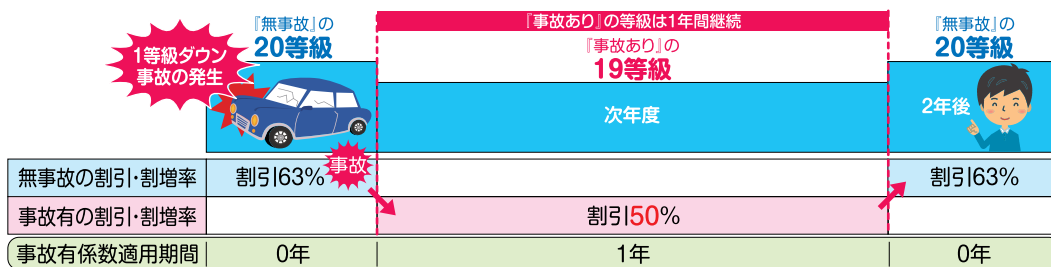 1等級ダウン
事故の発生
『無事故』の
20等級
『事故あり』の等級は1年間継続
『事故あり』の
19等級
『無事故』の
20等級
次年度
2年後
無事故の割引・割増率
割引63%
事故
割引63%
事故有の割引・割増率
割引50%
事故有係数適用期間
0年
1年
0年